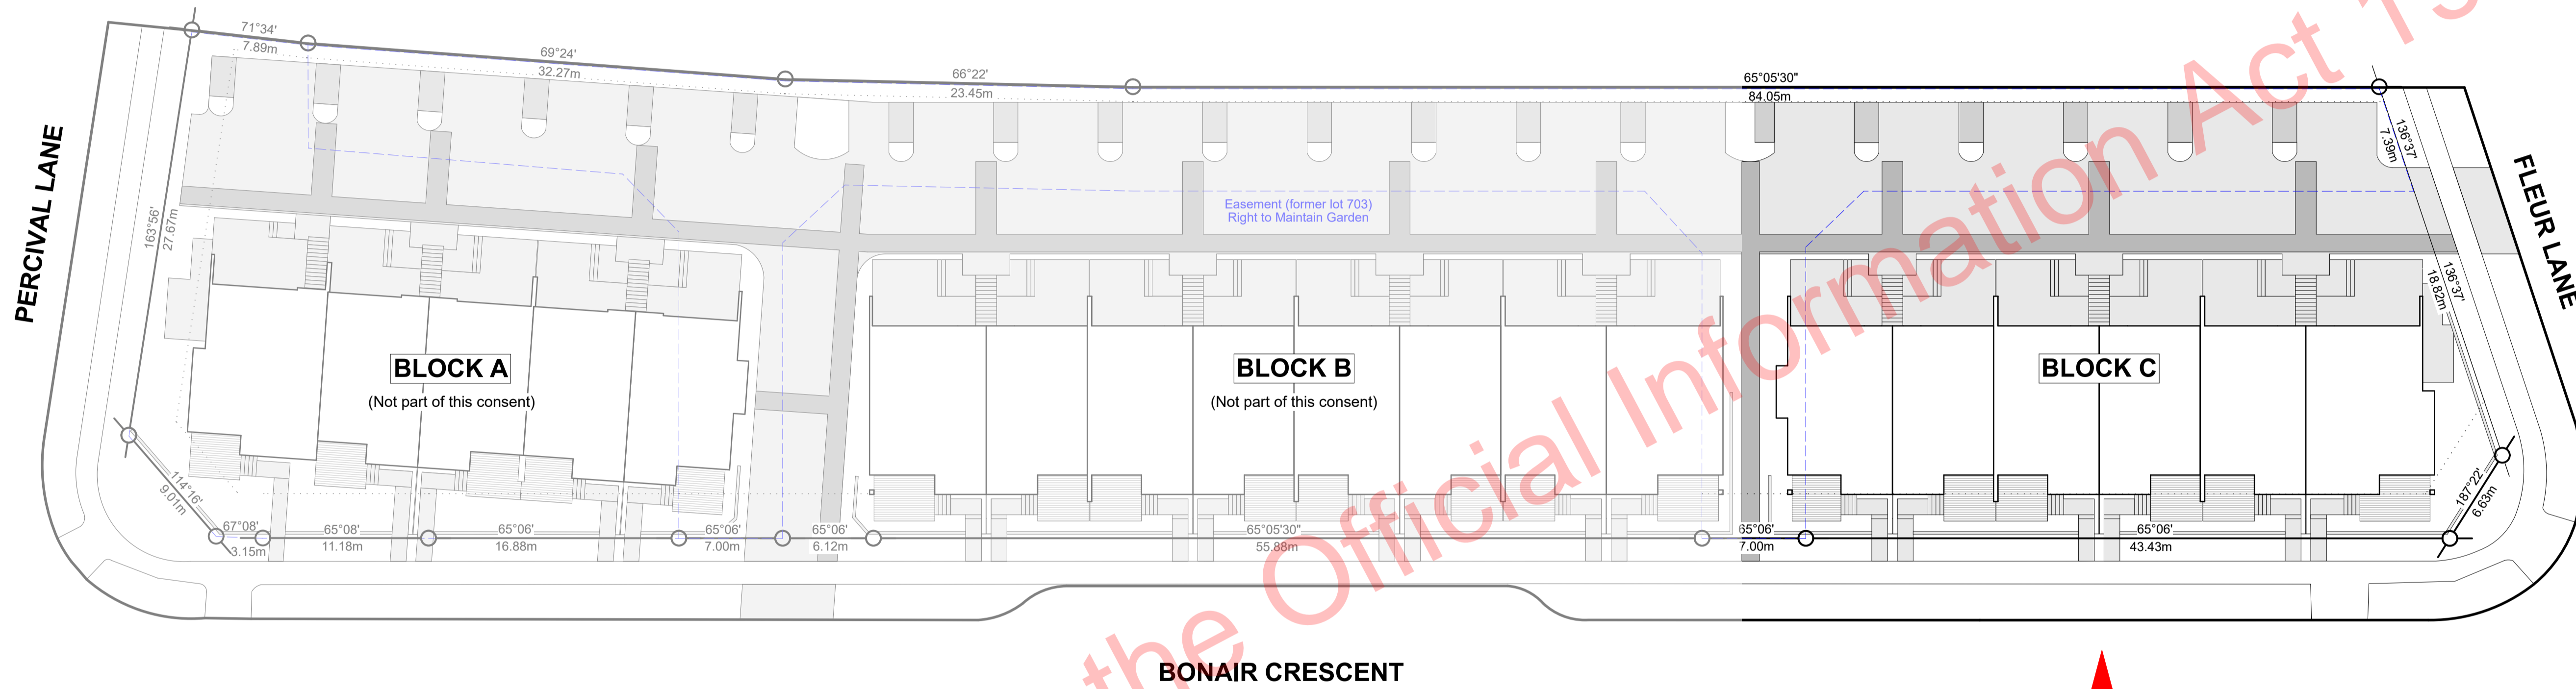 71°34'
7.89m
69°24'
32.27m
66°22'
23.45m
65°05'30"
84.05m
136°37'
7.39m
PERCIVAL LANE
163°56'
27.67m
Easement (former lot 703)
Right to Maintain Garden
FLEUR LANE
136°37'
18.82m
BLOCK A
(Not part of this consent)
BLOCK B
(Not part of this consent)
BLOCK C
114°16'
9.01m
187°22'
6.63m
67°08'
3.15m
65°08'
11.18m
65°06'
16.88m
65°06'
7.00m
65°06'
6.12m
65°05'30"
55.88m
65°06'
7.00m
65°06'
43.43m
BONAIR CRESCENT
the Official Information Act